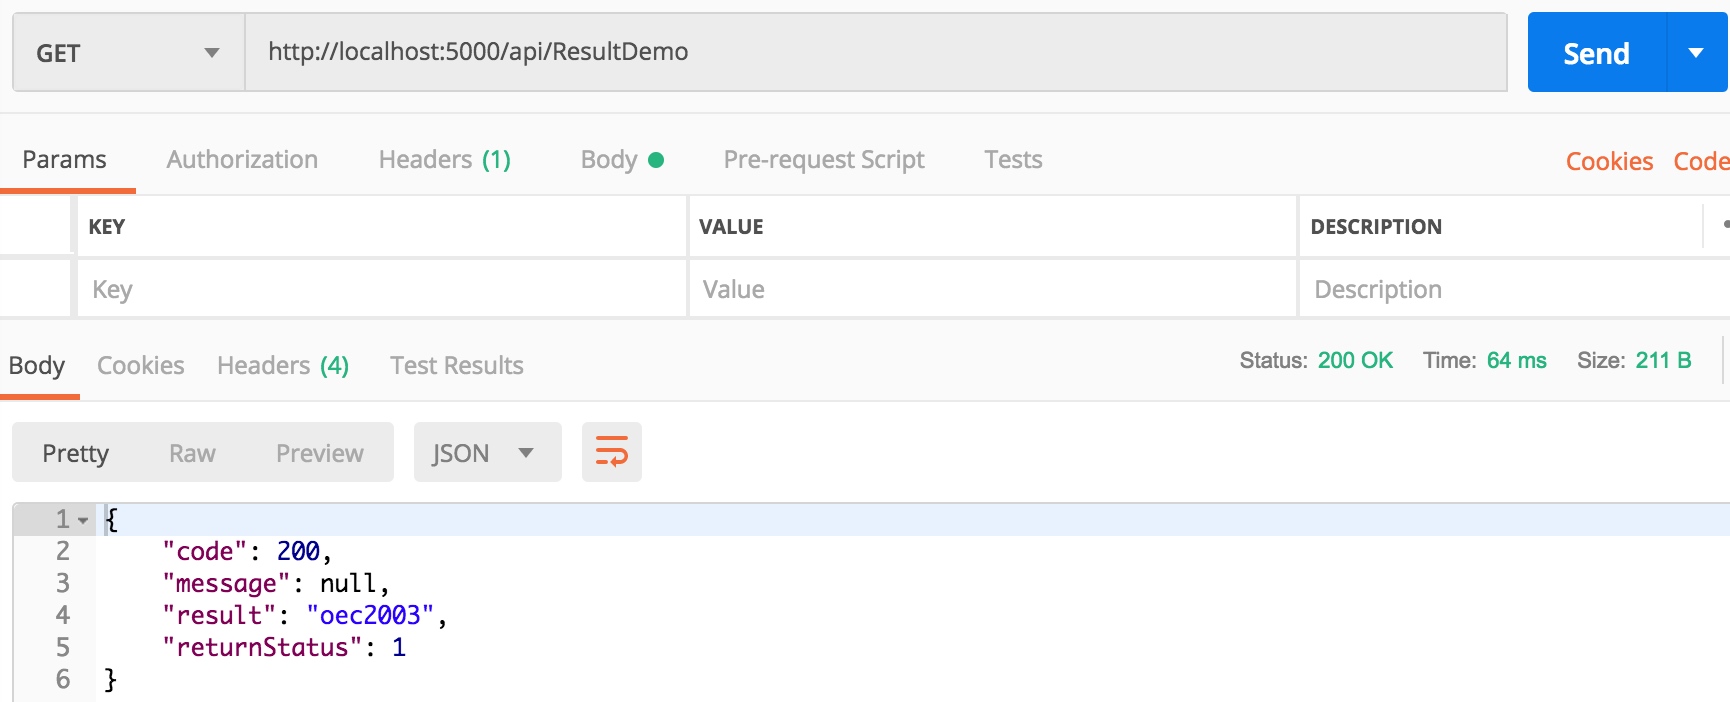 GET http://localhost:5000/api/ResultDemo Send
Params Authorization Headers (1) Body Pre-request Script Tests Cookies Code
KEY VALUE DESCRIPTION
Key Value Description
Body Cookies Headers (4) Test Results Status: 200 OK Time: 64 ms Size: 211 B
Pretty Raw Preview JSON
1 {
2 "code": 200,
3 "message": null,
4 "result": "oec2003",
5 "returnStatus": 1
6 }